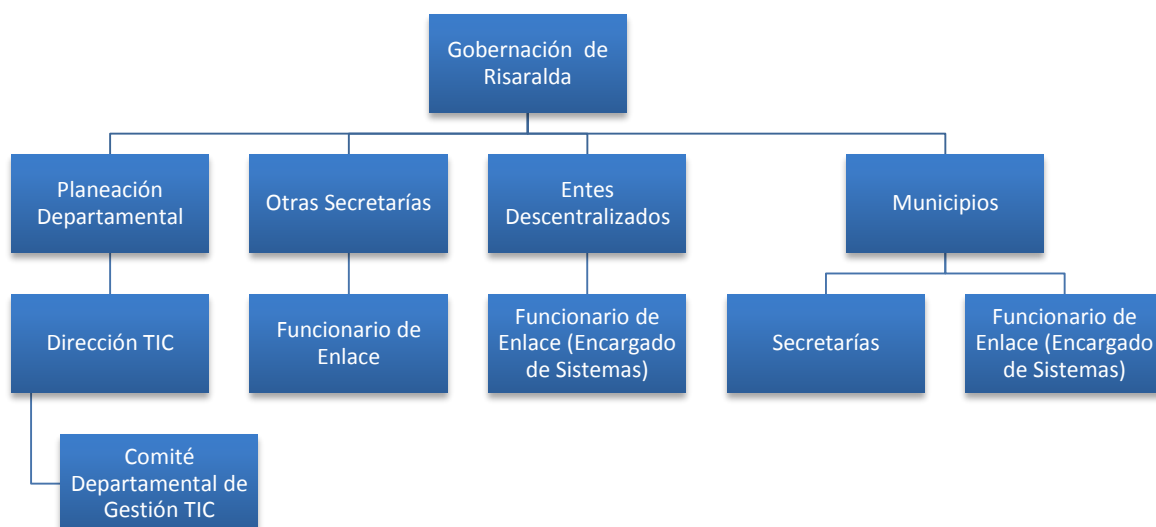 Gobernación de
Risaralda
Planeación
Departamental
Otras Secretarías
Entes
Descentralizados
Municipios
Dirección TIC
Funcionario de
Enlace
Funcionario de
Enlace (Encargado
de Sistemas)
Secretarías
Funcionario de
Enlace (Encargado
de Sistemas)
Comité
Departamental de
Gestión TIC